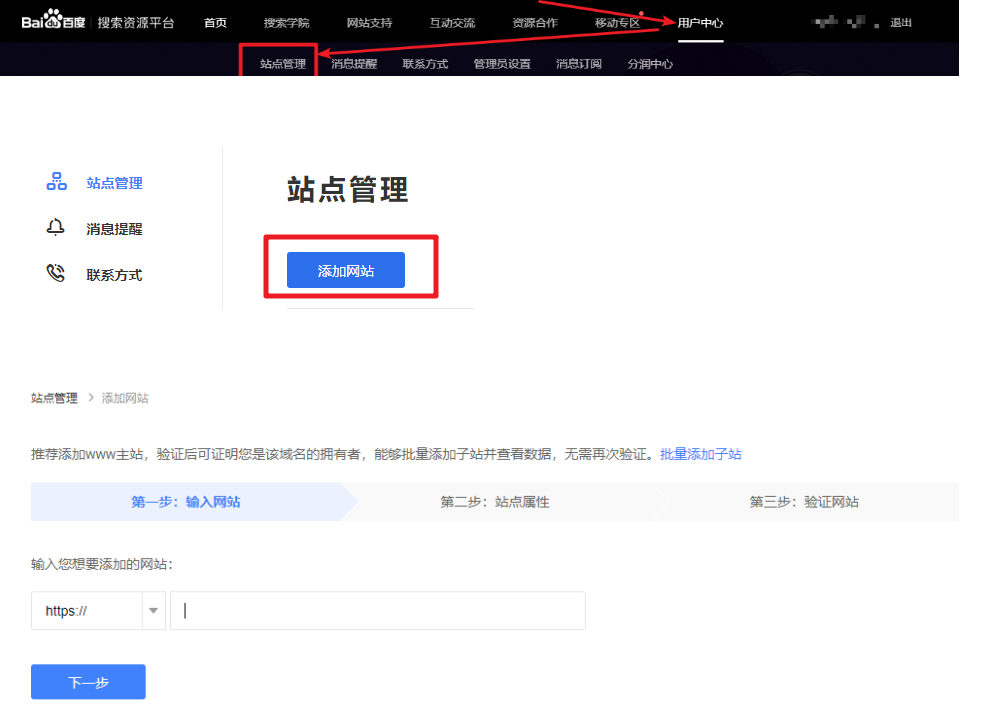 Bai du 百度 搜索资源平台 首页 搜索学院 网站支持 互动交流 资源合作 移动专区 用户中心 退出
站点管理 消息提醒 联系方式 管理员设置 消息订阅 分润中心
站点管理
消息提醒
联系方式
站点管理
添加网站
站点管理 > 添加网站
推荐添加www主站，验证后可证明您是该域名的拥有者，能够批量添加子站并查看数据，无需再次验证。批量添加子站
第一步：输入网站 第二步：站点属性 第三步：验证网站
输入您想要添加的网站：
https://
下一步